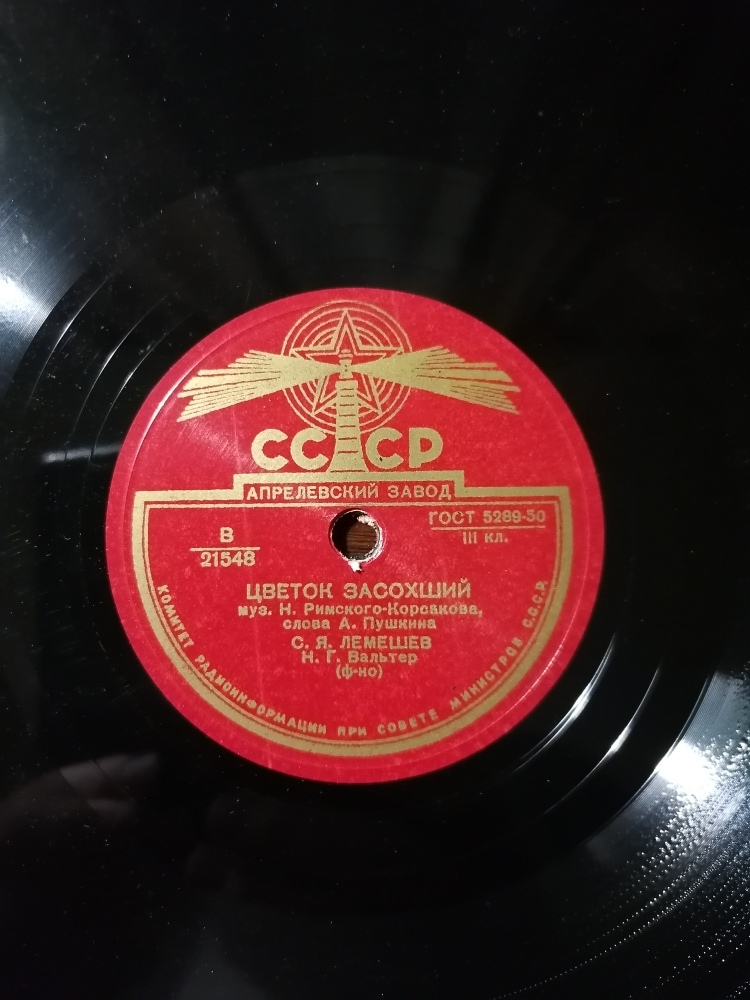 СССР
АПРЕЛЕВСКИЙ ЗАВОД
В
21548
ГОСТ 5289-50
III кл.
ЦВЕТОК ЗАСОХШИЙ
муз. Н. Римского-Корсакова,
слова А. Пушкина
С. Я. ЛЕМЕШЕВ
Н. Г. Вальтер
(ф-но)
КОМИТЕТ РАДИОИНФОРМАЦИИ ПРИ СОВЕТЕ МИНИСТРОВ С.С.С.Р.